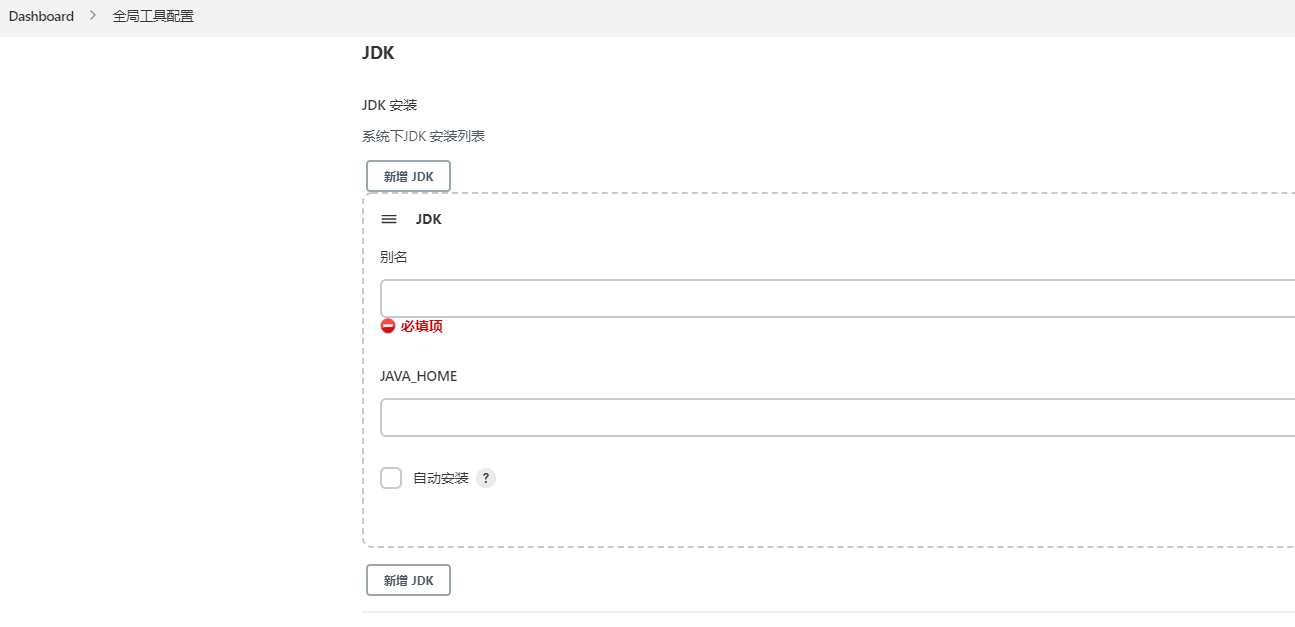 Dashboard > 全局工具配置
JDK
JDK 安装
系统下JDK 安装列表
新增 JDK
JDK
别名
必填项
JAVA_HOME
自动安装 ?
新增 JDK